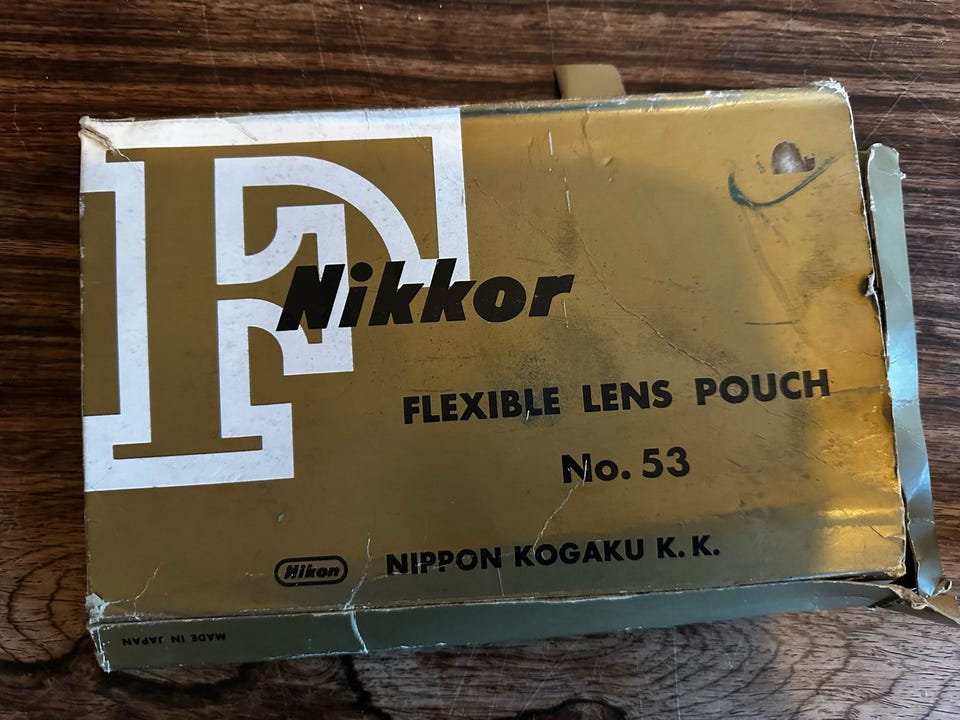 F
Nikkor
FLEXIBLE LENS POUCH
No. 53
Nikon NIPPON KOGAKU K. K.
MADE IN JAPAN